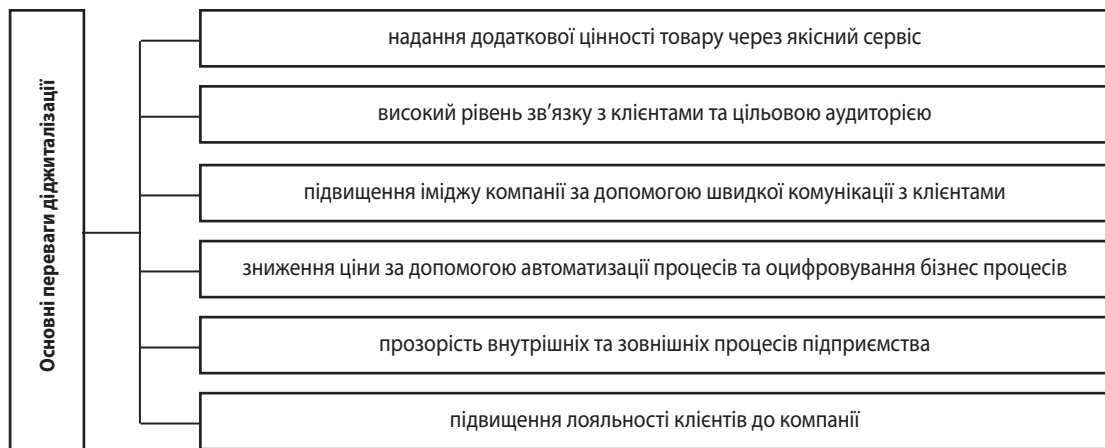 Основні переваги діджиталізації
надання додаткової цінності товару через якісний сервіс
високий рівень зв’язку з клієнтами та цільовою аудиторією
підвищення іміджу компанії за допомогою швидкої комунікації з клієнтами
зниження ціни за допомогою автоматизації процесів та оцифровування бізнес процесів
прозорість внутрішніх та зовнішніх процесів підприємства
підвищення лояльності клієнтів до компанії